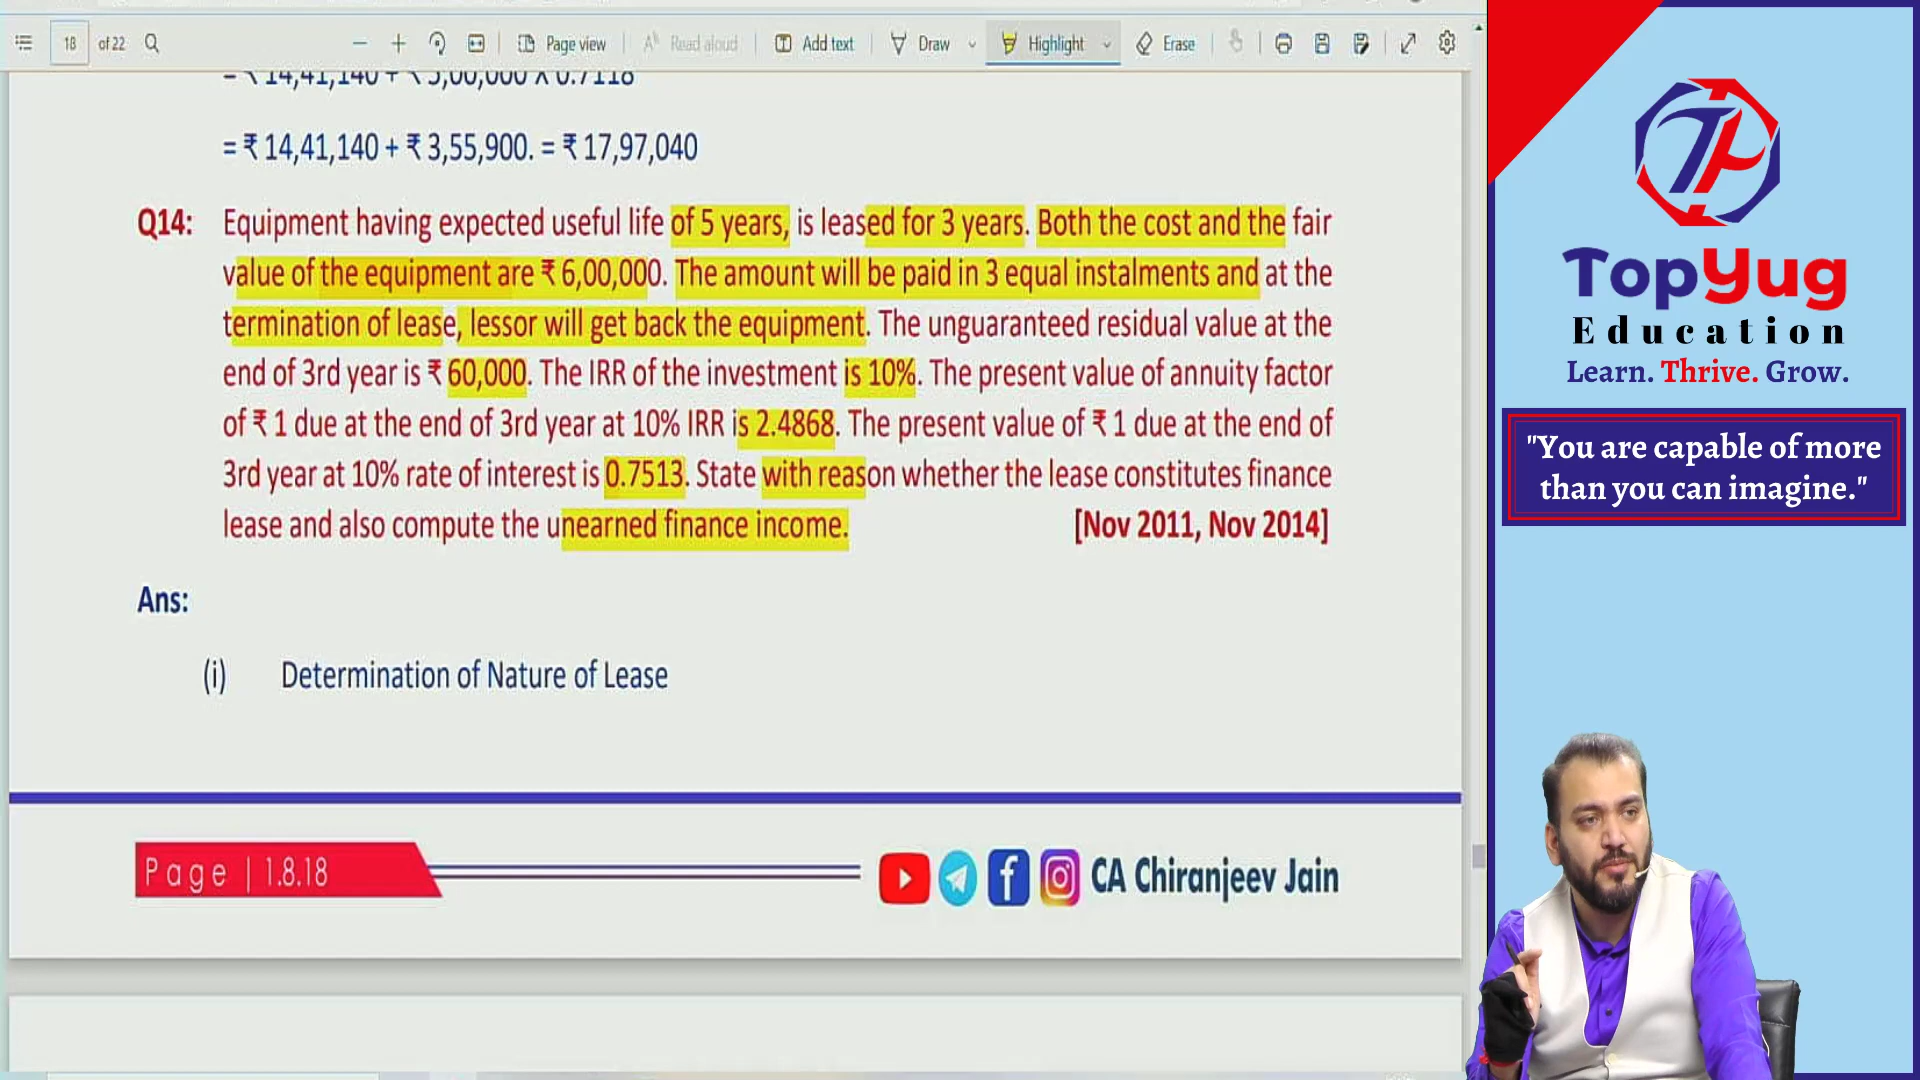 18 of 22 Page view Read aloud Add text Draw Highlight Erase
= ₹ 14,41,140 + ₹ 5,00,000 X 0.7118
= ₹ 14,41,140 + ₹ 3,55,900. = ₹ 17,97,040
Q14: Equipment having expected useful life of 5 years, is leased for 3 years. Both the cost and the fair
value of the equipment are ₹ 6,00,000. The amount will be paid in 3 equal instalments and at the
termination of lease, lessor will get back the equipment. The unguaranteed residual value at the
end of 3rd year is ₹ 60,000. The IRR of the investment is 10%. The present value of annuity factor
of ₹ 1 due at the end of 3rd year at 10% IRR is 2.4868. The present value of ₹ 1 due at the end of
3rd year at 10% rate of interest is 0.7513. State with reason whether the lease constitutes finance
lease and also compute the unearned finance income. [Nov 2011, Nov 2014]
Ans:
(i) Determination of Nature of Lease
Page | 1.8.18
CA Chiranjeev Jain
TopYug
Education
Learn. Thrive. Grow.
"You are capable of more
than you can imagine."